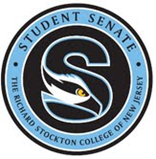 STUDENT SENATE
THE RICHARD STOCKTON COLLEGE OF NEW JERSEY
S